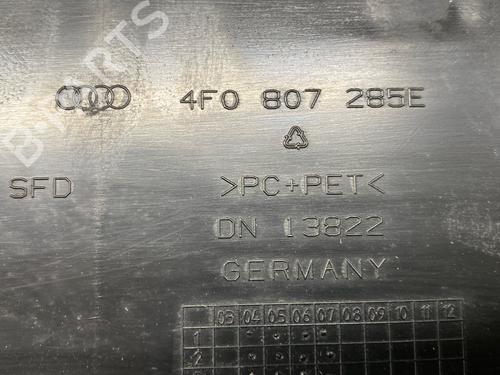 B-PARTS
4F0 807 285E
SFD
>PC+PET<
DN 13822
GERMANY
03 04 05 06 07 08 09 10 11 12
1
2